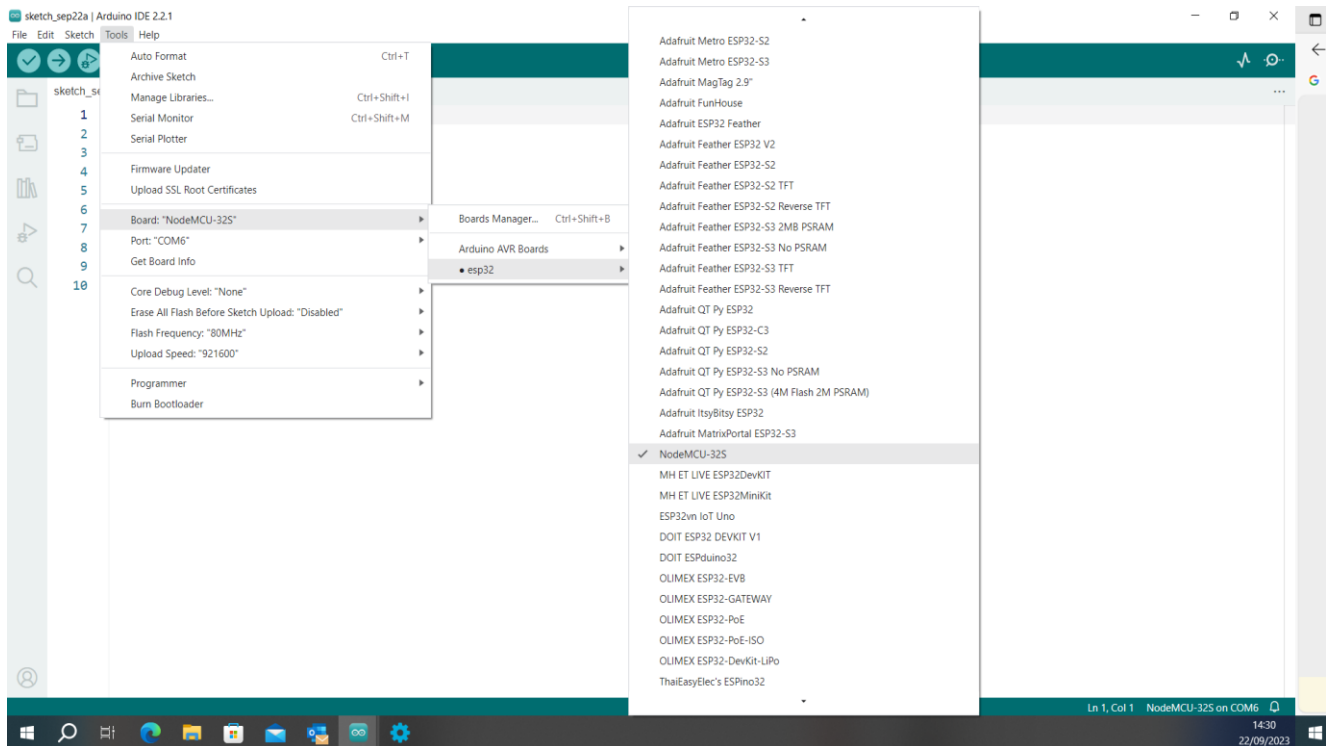 sketch_sep22a | Arduino IDE 2.2.1
File Edit Sketch Tools Help
sketch_se
1
2
3
4
5
6
7
8
9
10
Auto Format Ctrl+T
Archive Sketch
Manage Libraries... Ctrl+Shift+I
Serial Monitor Ctrl+Shift+M
Serial Plotter
Firmware Updater
Upload SSL Root Certificates
Board: "NodeMCU-32S"
Port: "COM6"
Get Board Info
Core Debug Level: "None"
Erase All Flash Before Sketch Upload: "Disabled"
Flash Frequency: "80MHz"
Upload Speed: "921600"
Programmer
Burn Bootloader
Boards Manager... Ctrl+Shift+B
Arduino AVR Boards
● esp32
Adafruit Metro ESP32-S2
Adafruit Metro ESP32-S3
Adafruit MagTag 2.9"
Adafruit FunHouse
Adafruit ESP32 Feather
Adafruit Feather ESP32 V2
Adafruit Feather ESP32-S2
Adafruit Feather ESP32-S2 TFT
Adafruit Feather ESP32-S2 Reverse TFT
Adafruit Feather ESP32-S3 2MB PSRAM
Adafruit Feather ESP32-S3 No PSRAM
Adafruit Feather ESP32-S3 TFT
Adafruit Feather ESP32-S3 Reverse TFT
Adafruit QT Py ESP32
Adafruit QT Py ESP32-C3
Adafruit QT Py ESP32-S2
Adafruit QT Py ESP32-S3 No PSRAM
Adafruit QT Py ESP32-S3 (4M Flash 2M PSRAM)
Adafruit ItsyBitsy ESP32
Adafruit MatrixPortal ESP32-S3
✓ NodeMCU-32S
MH ET LIVE ESP32DevKIT
MH ET LIVE ESP32MiniKit
ESP32vn IoT Uno
DOIT ESP32 DEVKIT V1
DOIT ESPduino32
OLIMEX ESP32-EVB
OLIMEX ESP32-GATEWAY
OLIMEX ESP32-PoE
OLIMEX ESP32-PoE-ISO
OLIMEX ESP32-DevKit-LiPo
ThaiEasyElec's ESPino32
Ln 1, Col 1 NodeMCU-32S on COM6
14:30
22/09/2023